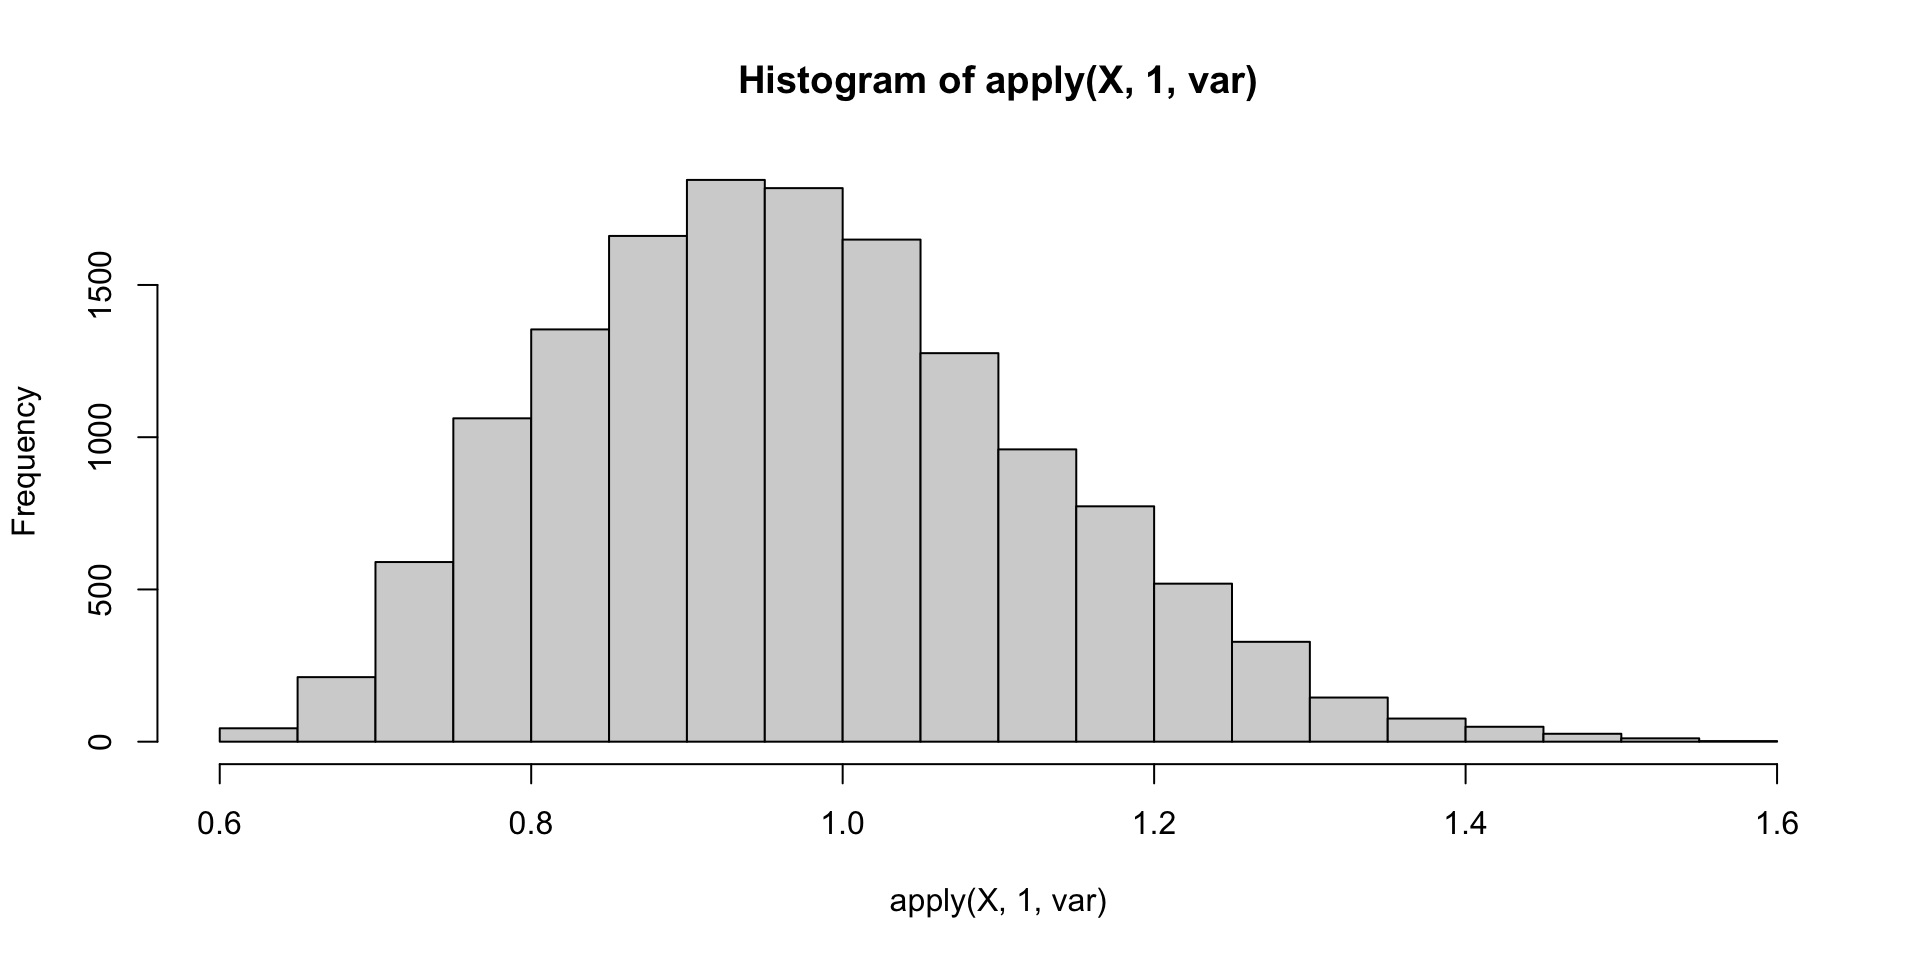 Histogram of apply(X, 1, var)
Frequency
1500
1000
500
0
0.6 0.8 1.0 1.2 1.4 1.6
apply(X, 1, var)